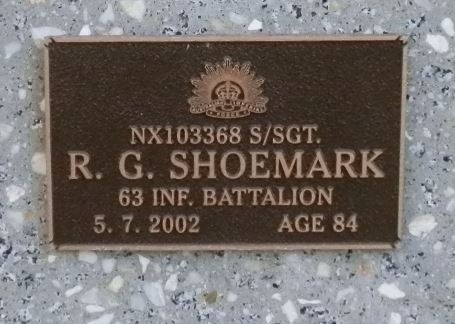 NX103368 S/SGT.
R. G. SHOEMARK
63 INF. BATTALION
5. 7. 2002 AGE 84